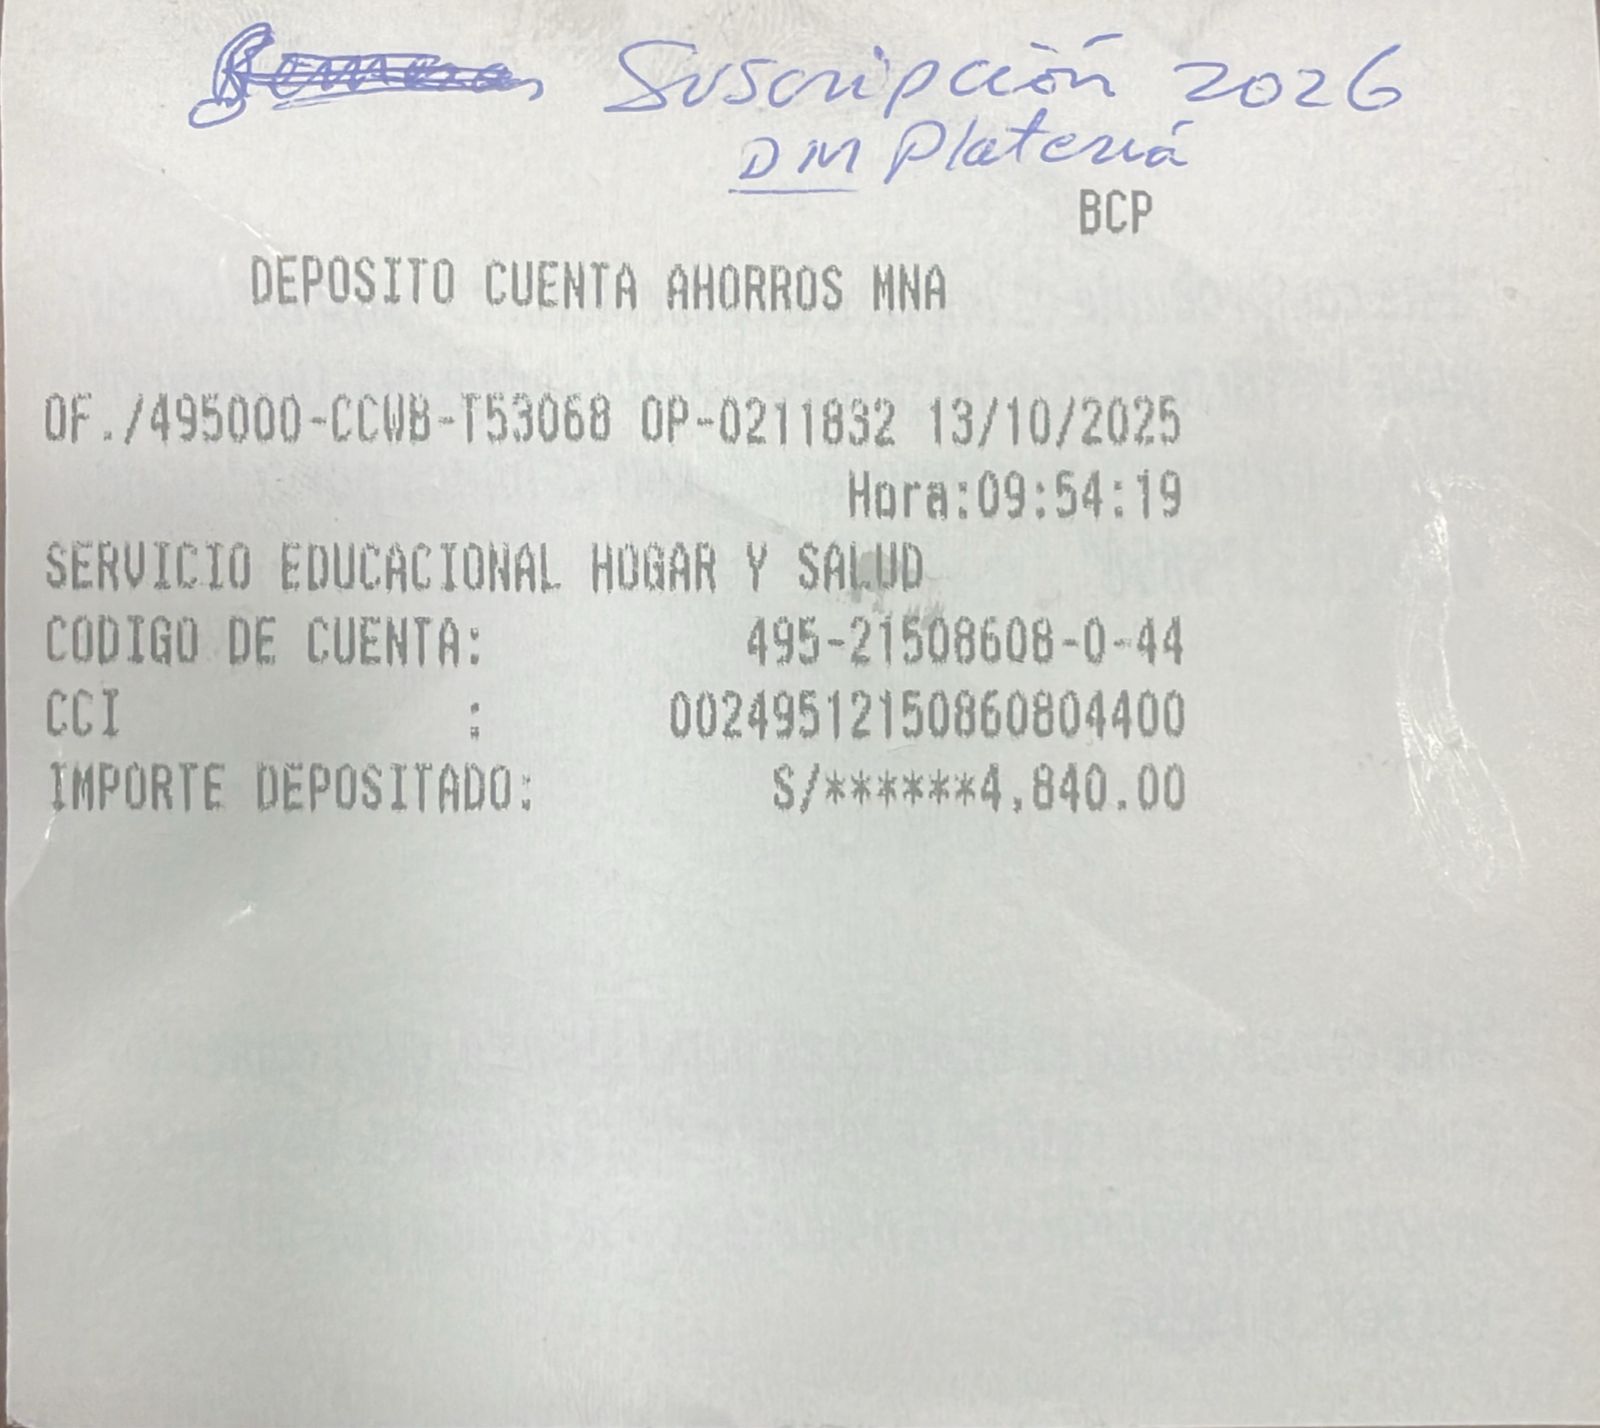 Suscripción 2026
DM Platería
BCP
DEPOSITO CUENTA AHORROS MNA
OF./495000-CCWB-T53068 OP-0211832 13/10/2025
Hora:09:54:19
SERVICIO EDUCACIONAL HOGAR Y SALUD
CODIGO DE CUENTA: 495-21508608-0-44
CCI : 00249512150860804400
IMPORTE DEPOSITADO: S/******4,840.00